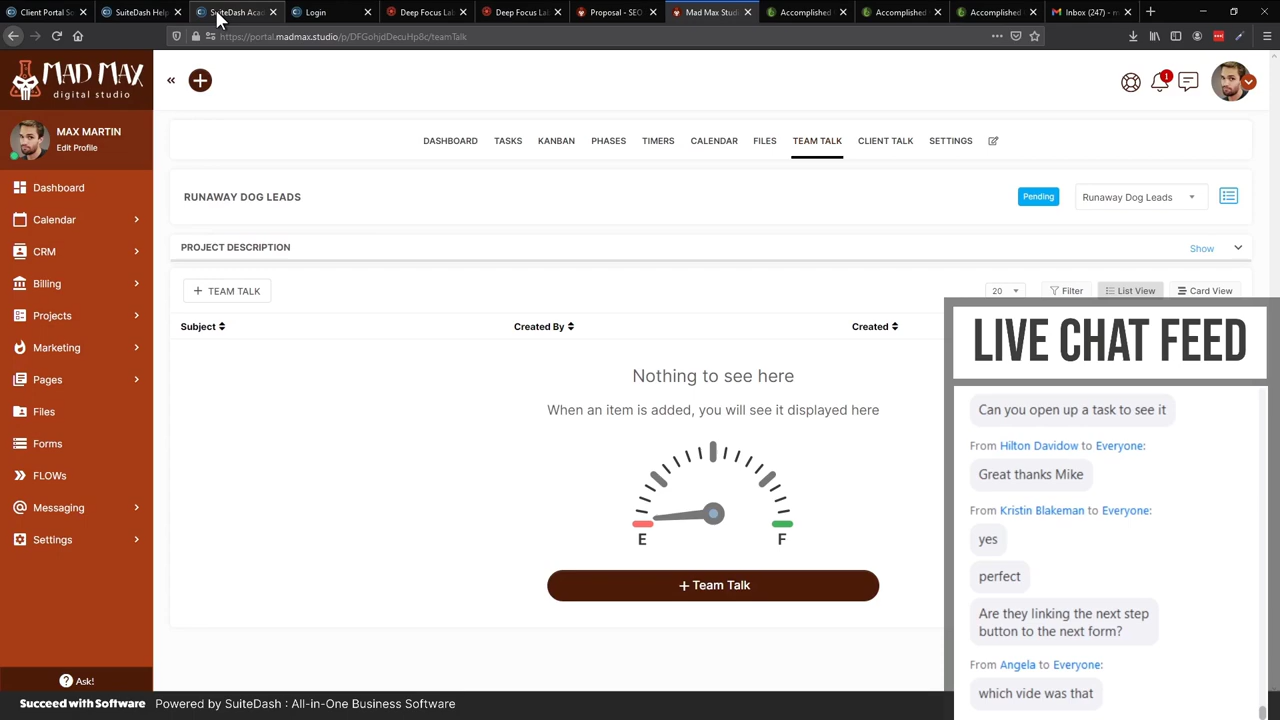 Client Portal So
SuiteDash Help
SuiteDash Acad
Login
Deep Focus Lab
Deep Focus Lab
Proposal - SEO
Mad Max Studi
Accomplished
Accomplished
Accomplished
Inbox (247) - m
https://portal.madmax.studio/p/DFGohjdDecuHp8c/teamTalk
MAD MAX
digital studio
MAX MARTIN
Edit Profile
Dashboard
Calendar
CRM
Billing
Projects
Marketing
Pages
Files
Forms
FLOWs
Messaging
Settings
Ask!
1
DASHBOARD TASKS KANBAN PHASES TIMERS CALENDAR FILES TEAM TALK CLIENT TALK SETTINGS
RUNAWAY DOG LEADS
Pending
Runaway Dog Leads
PROJECT DESCRIPTION
Show
+ TEAM TALK
20
Filter
List View
Card View
Subject
Created By
Created
Nothing to see here
When an item is added, you will see it displayed here
E
F
+ Team Talk
LIVE CHAT FEED
Can you open up a task to see it
From Hilton Davidow to Everyone:
Great thanks Mike
From Kristin Blakeman to Everyone:
yes
perfect
Are they linking the next step
button to the next form?
From Angela to Everyone:
which vide was that
Succeed with Software Powered by SuiteDash : All-in-One Business Software